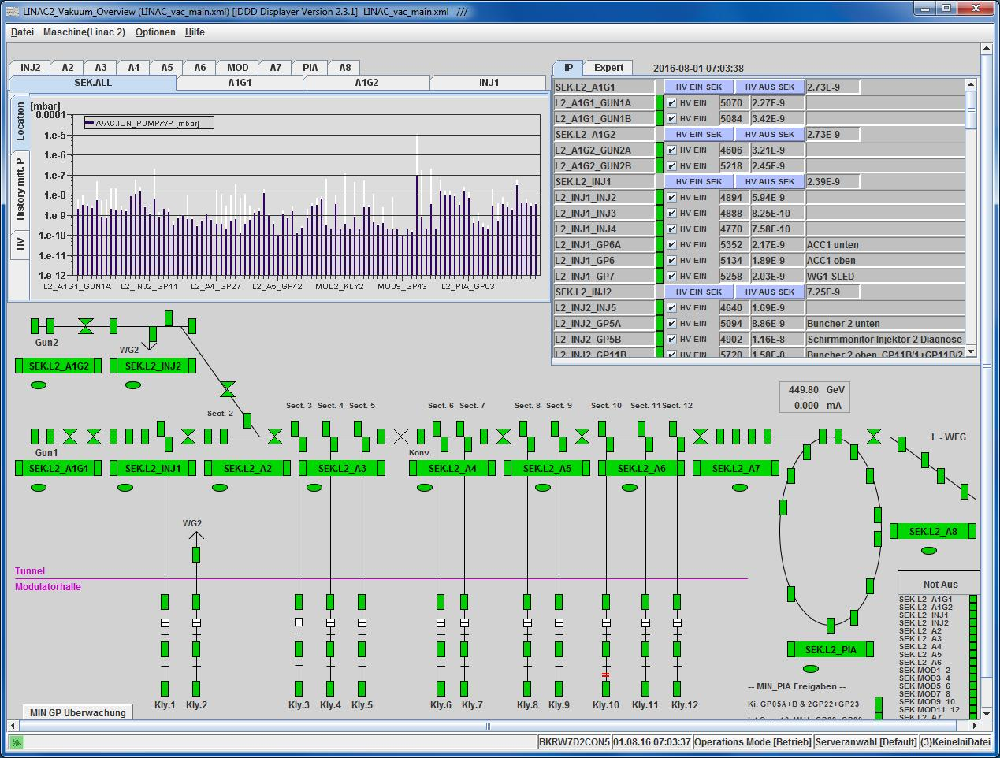 LINAC2_Vakuum_Overview (LINAC_vac_main.xml) [jDDD Displayer Version 2.3.1] LINAC_vac_main.xml ///
Datei Maschine(Linac 2) Optionen Hilfe
INJ2 A2 A3 A4 A5 A6 MOD A7 PIA A8
SEK.ALL A1G1 A1G2 INJ1
Location
History mitt. P
HV
[mbar]
/VAC.ION_PUMP/*/P [mbar]
0.0001
1.e-5
1.e-6
1.e-7
1.e-8
1.e-9
1.e-10
1.e-11
1.e-12
L2_A1G1_GUN1A L2_INJ2_GP11 L2_A4_GP27 L2_A5_GP42 MOD2_KLY2 MOD9_GP43 L2_PIA_GP03
IP Expert 2016-08-01 07:03:38
SEK.L2_A1G1 HV EIN SEK HV AUS SEK 2.73E-9
L2_A1G1_GUN1A HV EIN 5070 2.27E-9
L2_A1G1_GUN1B HV EIN 5084 3.42E-9
SEK.L2_A1G2 HV EIN SEK HV AUS SEK 2.73E-9
L2_A1G2_GUN2A HV EIN 4606 3.21E-9
L2_A1G2_GUN2B HV EIN 5218 2.45E-9
SEK.L2_INJ1 HV EIN SEK HV AUS SEK 2.39E-9
L2_INJ1_INJ2 HV EIN 4894 5.94E-9
L2_INJ1_INJ3 HV EIN 4888 8.25E-10
L2_INJ1_INJ4 HV EIN 4770 7.58E-10
L2_INJ1_GP6A HV EIN 5352 2.17E-9 ACC1 unten
L2_INJ1_GP6 HV EIN 5134 1.89E-9 ACC1 oben
L2_INJ1_GP7 HV EIN 5258 2.03E-9 WG1 SLED
SEK.L2_INJ2 HV EIN SEK HV AUS SEK 7.25E-9
L2_INJ2_INJ5 HV EIN 4640 1.69E-9
L2_INJ2_GP5A HV EIN 5094 8.86E-9 Buncher 2 unten
L2_INJ2_GP5B HV EIN 4902 1.16E-8 Schirmmonitor Injektor 2 Diagnose
L2_INJ2_GP11B HV EIN 5720 1.58E-8 Buncher 2 oben GP11B/1+GP11B/2
Gun2 WG2
SEK.L2_A1G2 SEK.L2_INJ2
449.80 GeV
0.000 mA
Sect. 2 Sect. 3 Sect. 4 Sect. 5 Sect. 6 Sect. 7 Sect. 8 Sect. 9 Sect. 10 Sect. 11 Sect. 12
L - WEG
Gun1 Konv.
SEK.L2_A1G1 SEK.L2_INJ1 SEK.L2_A2 SEK.L2_A3 SEK.L2_A4 SEK.L2_A5 SEK.L2_A6 SEK.L2_A7
WG2
SEK.L2_A8
Tunnel
Modulatorhalle
Not Aus
SEK.L2 A1G1
SEK.L2 A1G2
SEK.L2 INJ1
SEK.L2 INJ2
SEK.L2 A2
SEK.L2 A3
SEK.L2 A4
SEK.L2 A5
SEK.L2 A6
SEK.MOD1 2
SEK.MOD3 4
SEK.MOD5 6
SEK.MOD7 8
SEK.MOD9 10
SEK.MOD11 12
SEK.L2 A7
SEK.L2_PIA
-- MIN_PIA Freigaben --
Ki. GP05A+B & 2GP22+GP23
Kly.1 Kly.2 Kly.3 Kly.4 Kly.5 Kly.6 Kly.7 Kly.8 Kly.9 Kly.10 Kly.11 Kly.12
MIN GP Überwachung
BKRW7D2CON5 01.08.16 07:03:37 Operations Mode [Betrieb] Serveranwahl [Default] (3)KeineIniDatei